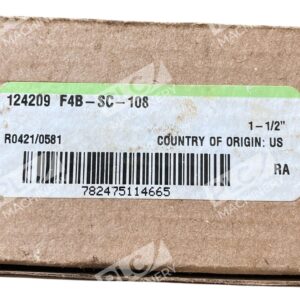 124209 F4B-SC-108
1-1/2"
R0421/0581 COUNTRY OF ORIGIN: US
RA
782475114665